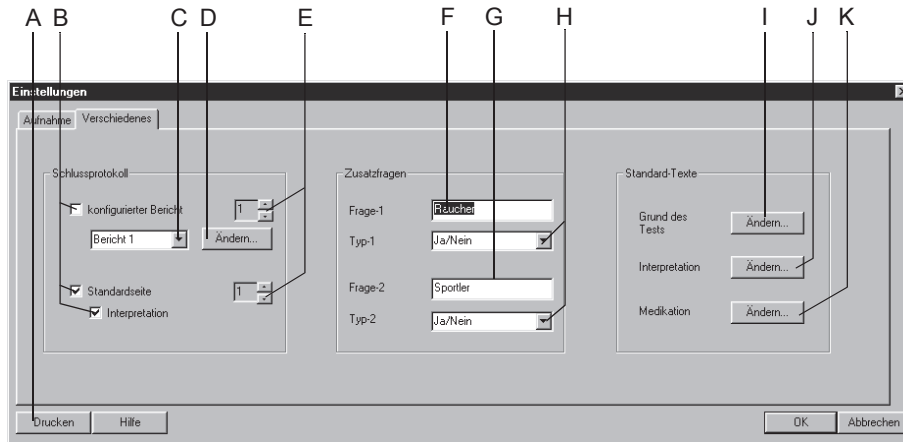 A B C D E F G H I J K
Einstellungen
Aufnahme Verschiedenes
Schlussprotokoll
konfigurierter Bericht 1
Bericht 1 Ändern...
Standardseite 1
Interpretation
Zusatzfragen
Frage-1 Raucher
Typ-1 Ja/Nein
Frage-2 Sportler
Typ-2 Ja/Nein
Standard-Texte
Grund des
Tests Ändern...
Interpretation Ändern...
Medikation Ändern...
Drucken Hilfe OK Abbrechen